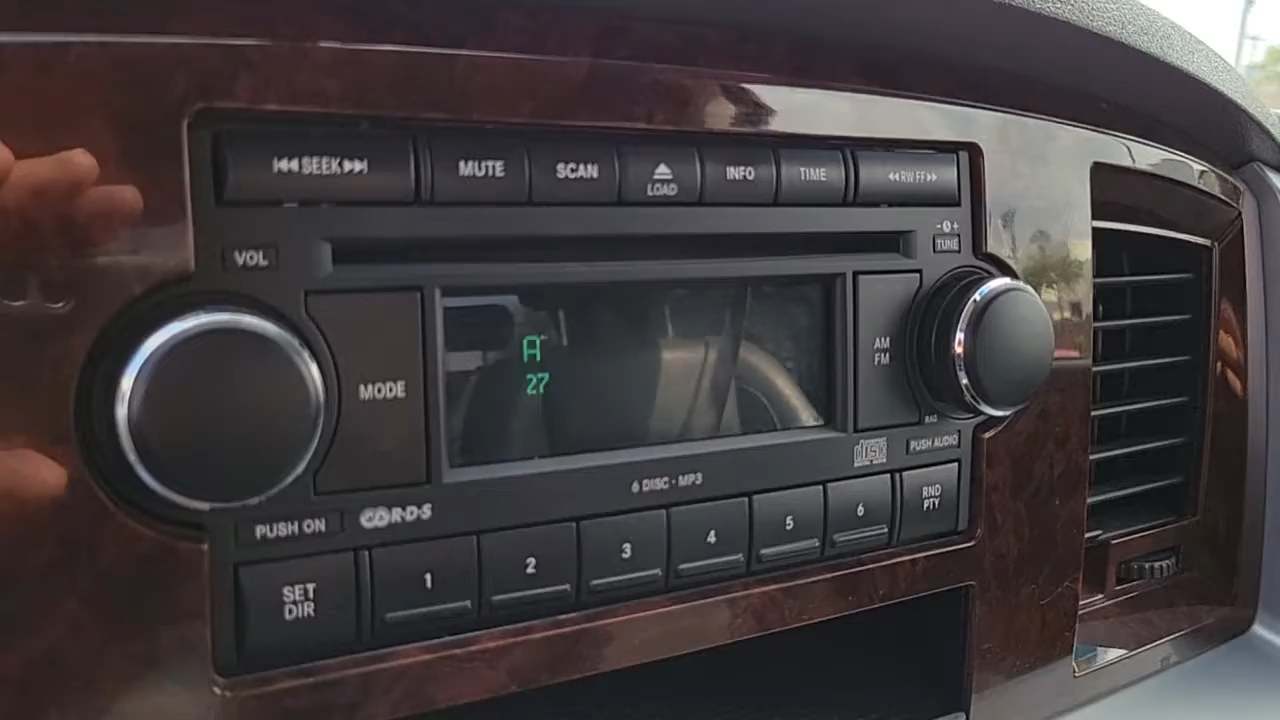 SEEK
MUTE
SCAN
LOAD
INFO
TIME
RW FF
VOL
- +
TUNE
MODE
A
27
AM
FM
PUSH AUDIO
disc
6 DISC · MP3
R·D·S
PUSH ON
SET
DIR
1
2
3
4
5
6
RND
PTY